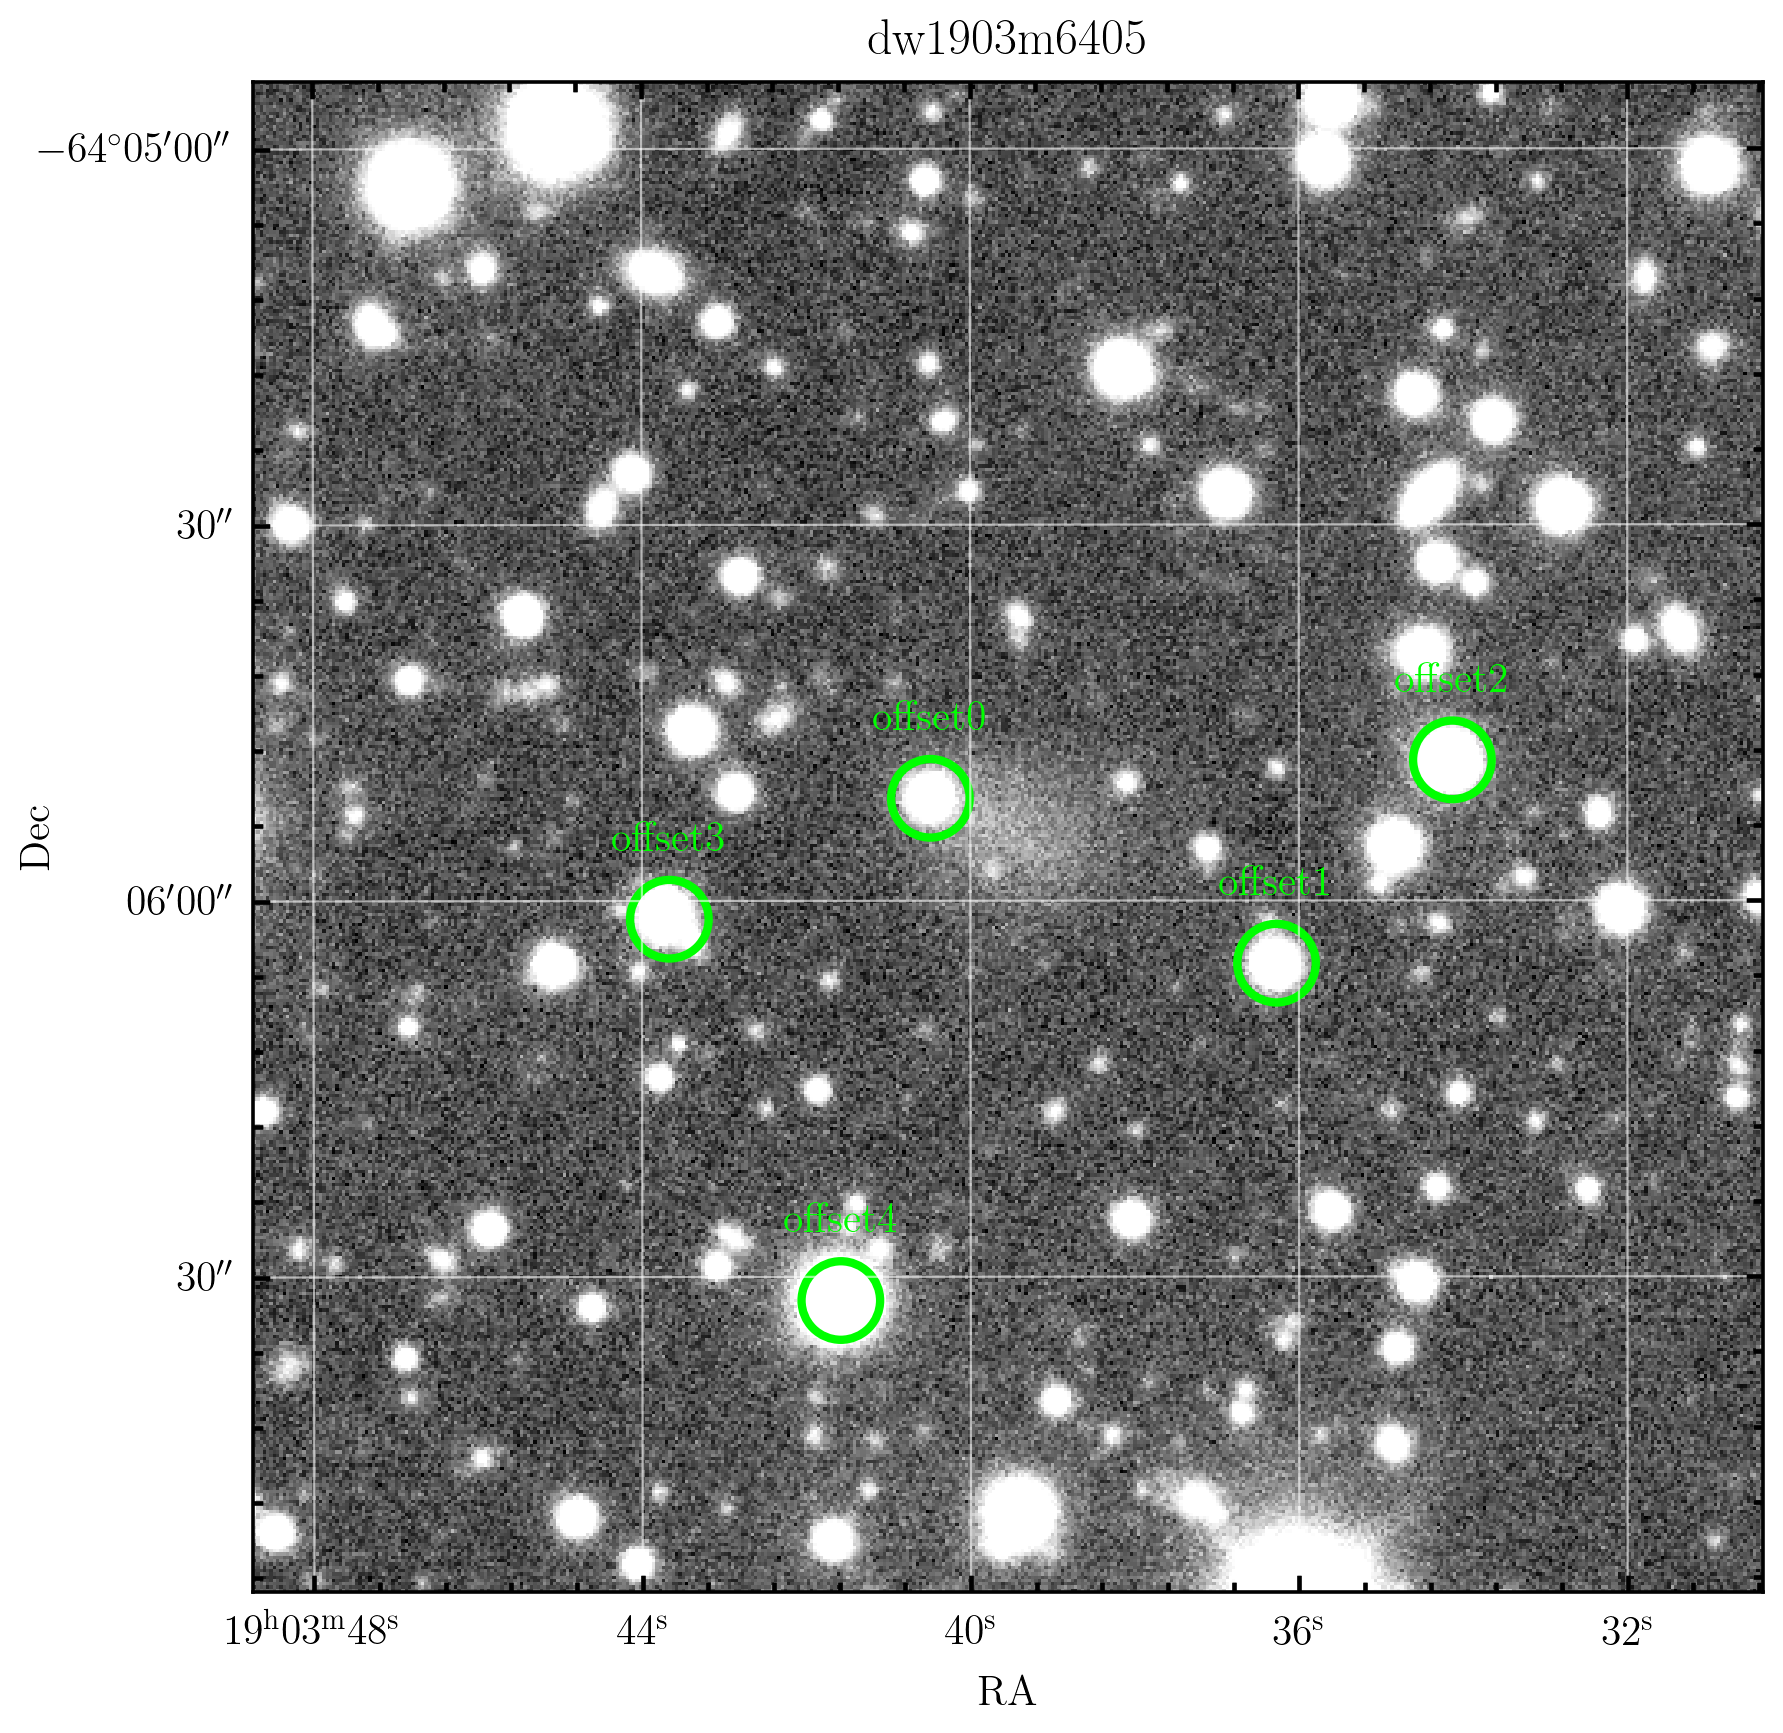 dw1903m6405
−64°05′00″
30″
06′00″
30″
Dec
offset2
offset0
offset3
offset1
offset4
19ʰ03ᵐ48ˢ 44ˢ 40ˢ 36ˢ 32ˢ
RA